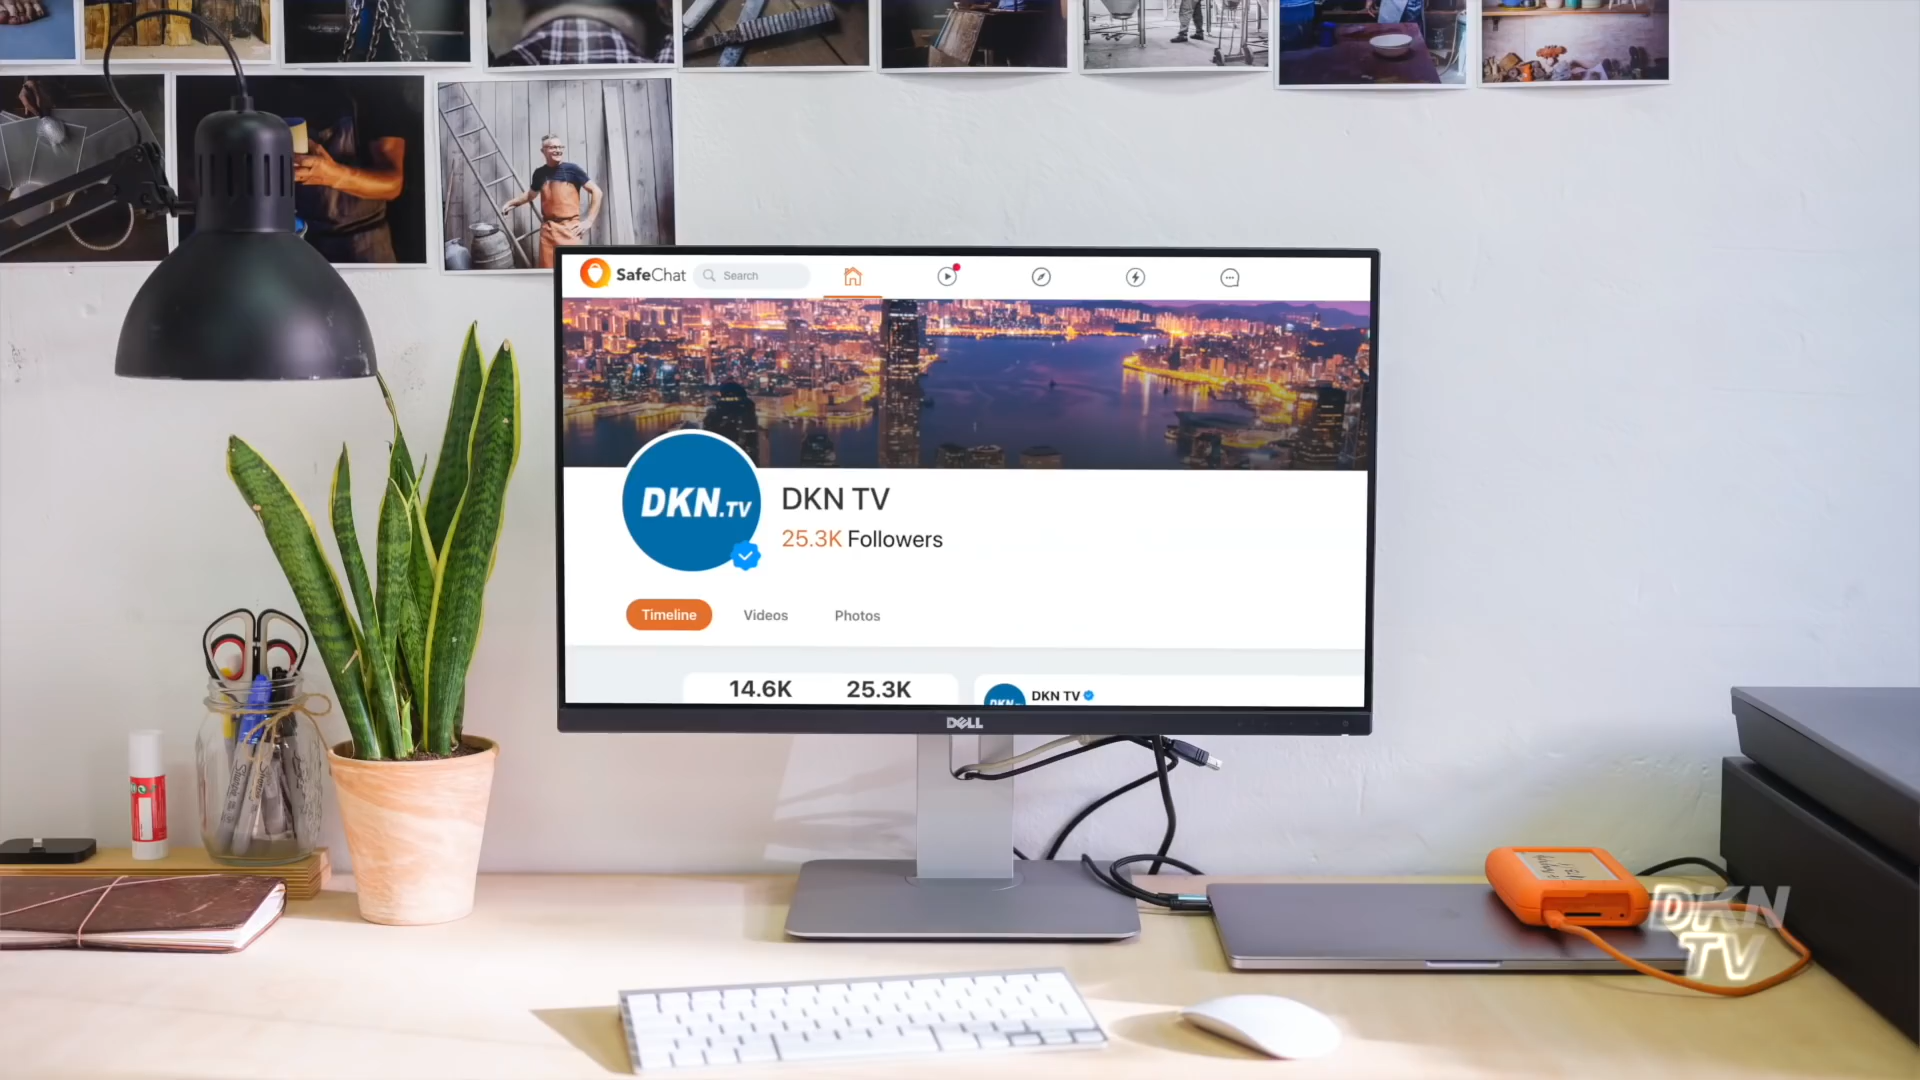 SafeChat
Search
DKN.TV
DKN TV
25.3K Followers
Timeline
Videos
Photos
14.6K
25.3K
DKN TV
DELL
Sharpie
DKN
TV